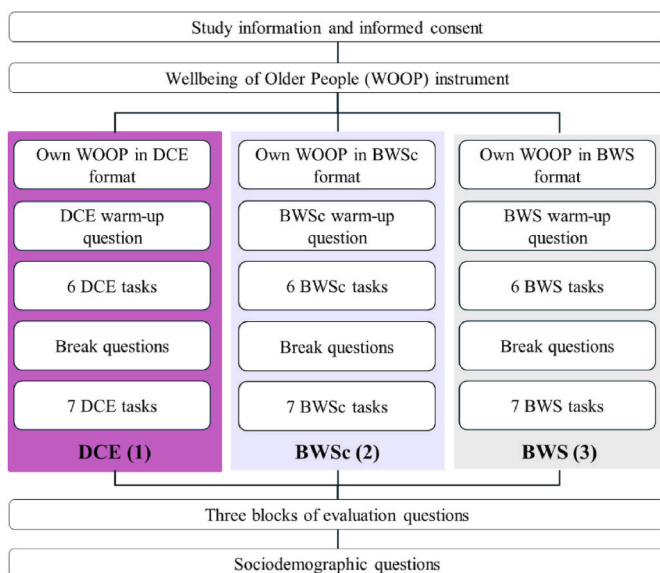 Study information and informed consent
Wellbeing of Older People (WOOP) instrument
Own WOOP in DCE
format
DCE warm-up
question
6 DCE tasks
Break questions
7 DCE tasks
DCE (1)
Own WOOP in BWSc
format
BWSc warm-up
question
6 BWSc tasks
Break questions
7 BWSc tasks
BWSc (2)
Own WOOP in BWS
format
BWS warm-up
question
6 BWS tasks
Break questions
7 BWS tasks
BWS (3)
Three blocks of evaluation questions
Sociodemographic questions